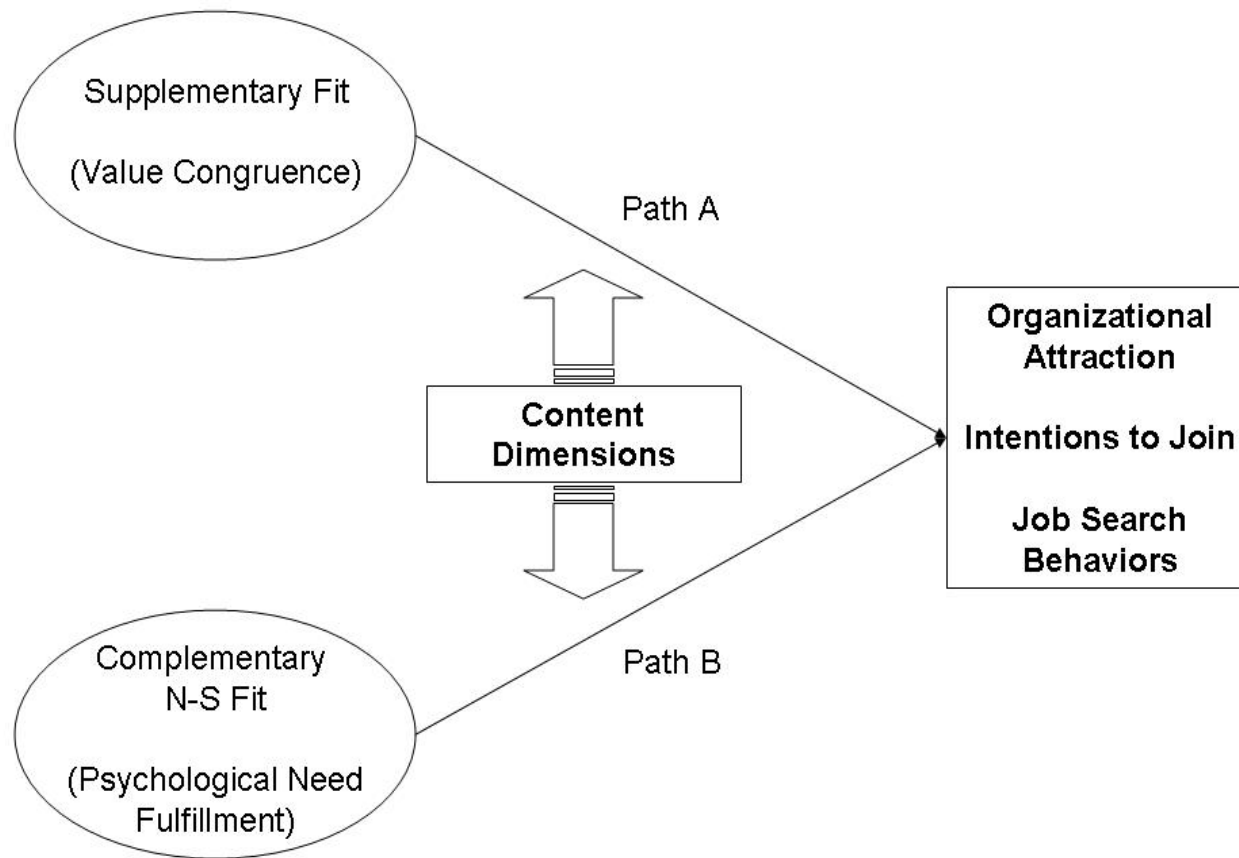 Supplementary Fit
(Value Congruence)
Path A
Content
Dimensions
Organizational
Attraction
Intentions to Join
Job Search
Behaviors
Path B
Complementary
N-S Fit
(Psychological Need
Fulfillment)